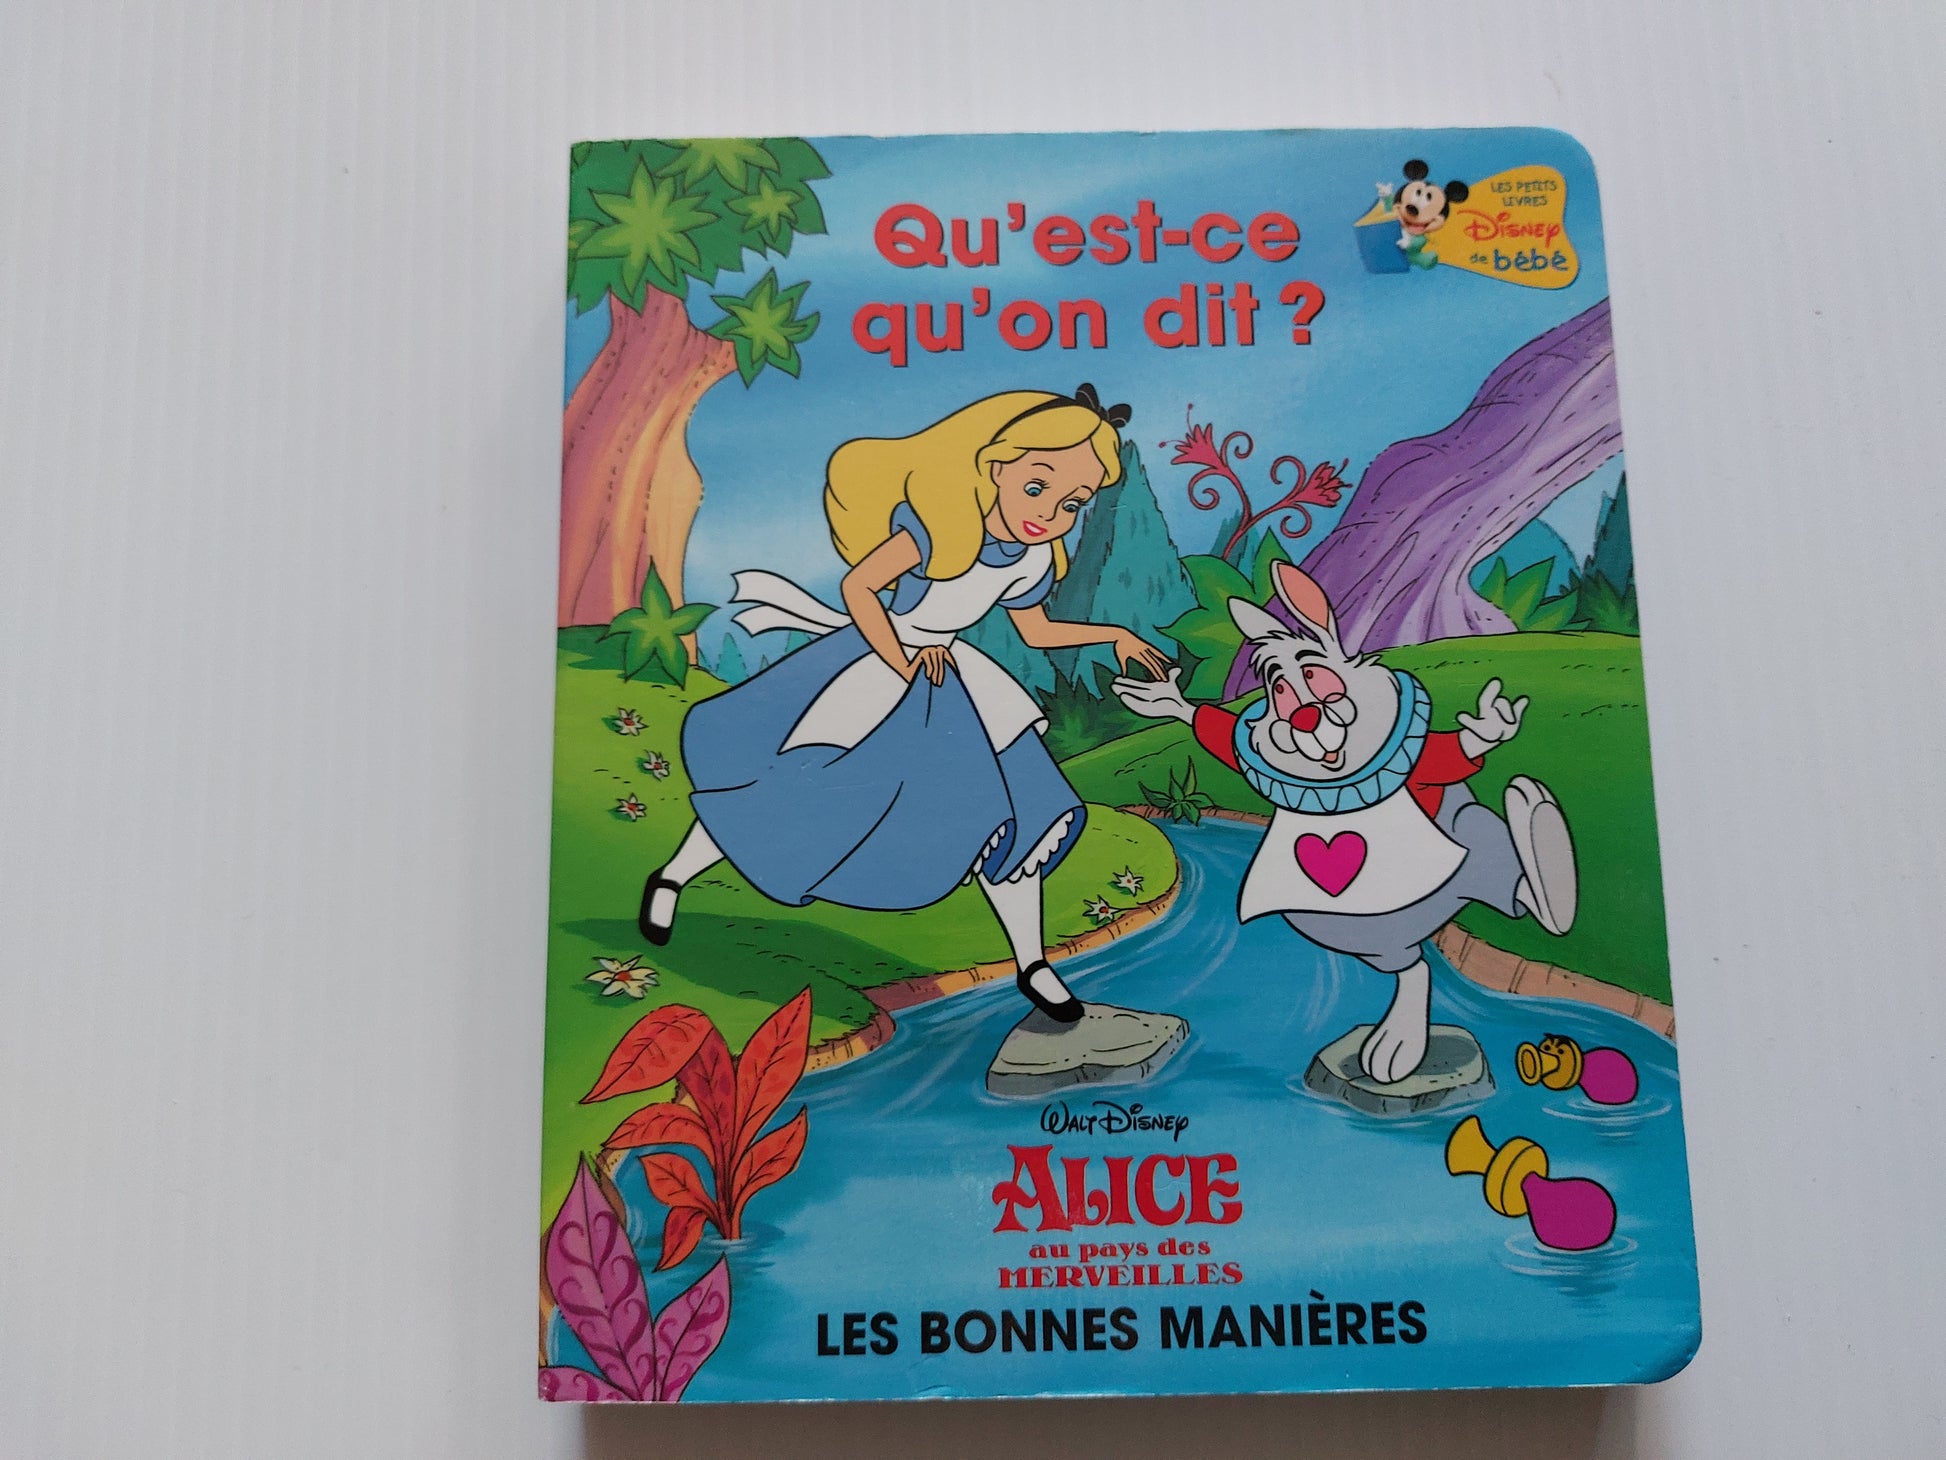 Qu'est-ce
qu'on dit ?
LES PETITS
LIVRES
Disney
de bébé
Walt Disney
ALICE
au pays des
MERVEILLES
LES BONNES MANIÈRES